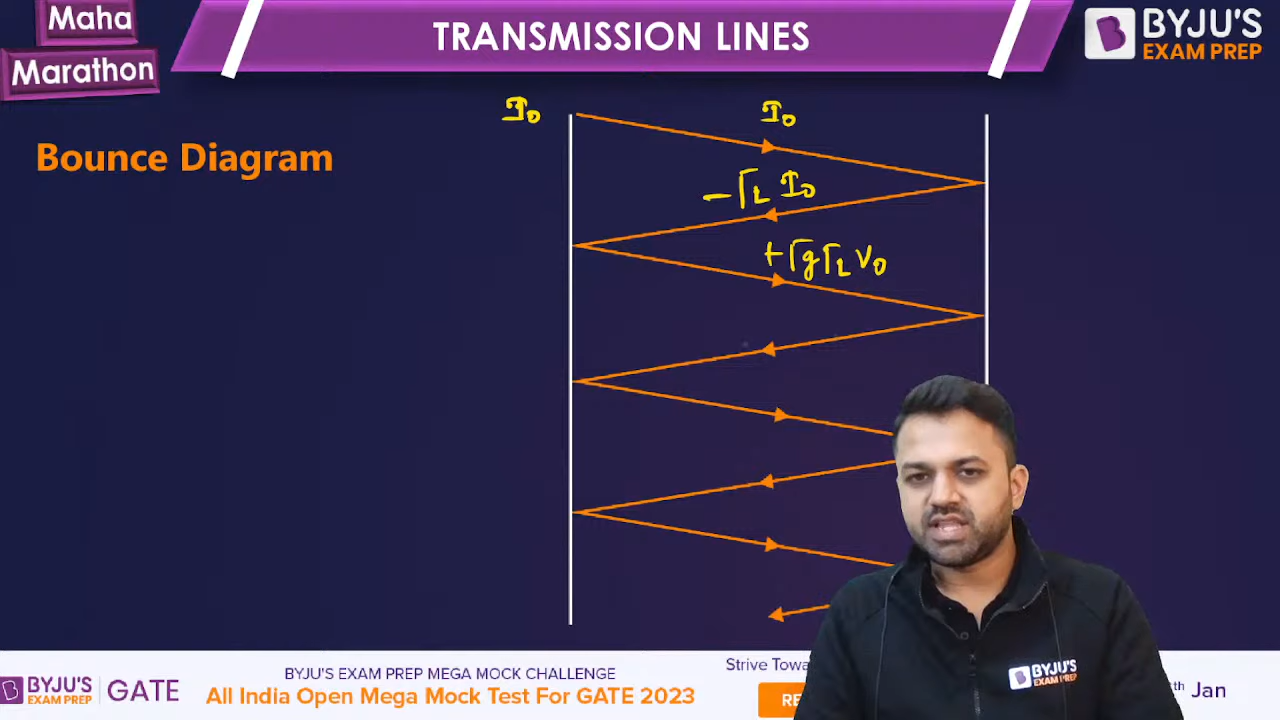 Maha
Marathon
TRANSMISSION LINES
BYJU'S
EXAM PREP
Bounce Diagram
I₀
I₀
-Γ_L I₀
+Γg Γ_L V₀
BYJU'S
EXAM PREP
BYJU'S
EXAM PREP
GATE
BYJU'S EXAM PREP MEGA MOCK CHALLENGE
All India Open Mega Mock Test For GATE 2023
Strive
RE
th Jan